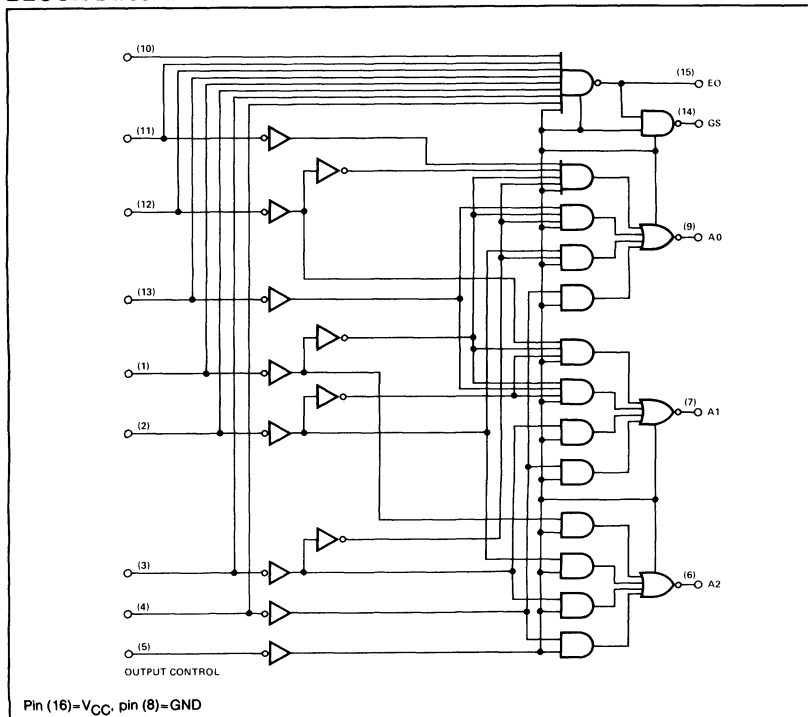 (10)
(15)
EO
(14)
GS
(11)
(12)
(9)
A0
(13)
(1)
(7)
A1
(2)
(3)
(6)
A2
(4)
(5)
OUTPUT CONTROL
Pin (16)=VCC, pin (8)=GND